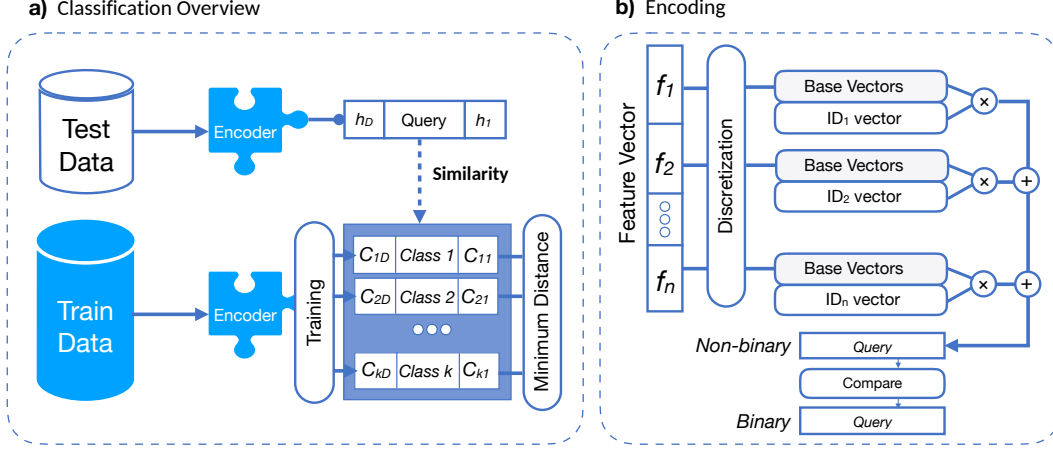 a) Classification Overview
Test
Data
Encoder
hD Query h1
Similarity
Train
Data
Encoder
Training
C1D Class 1 C11
C2D Class 2 C21
CkD Class k Ck1
Minimum Distance
b) Encoding
Feature Vector
f1
f2
fn
Discretization
Base Vectors
ID1 vector
×
Base Vectors
ID2 vector
×
+
Base Vectors
IDn vector
×
+
Non-binary
Query
Compare
Binary
Query